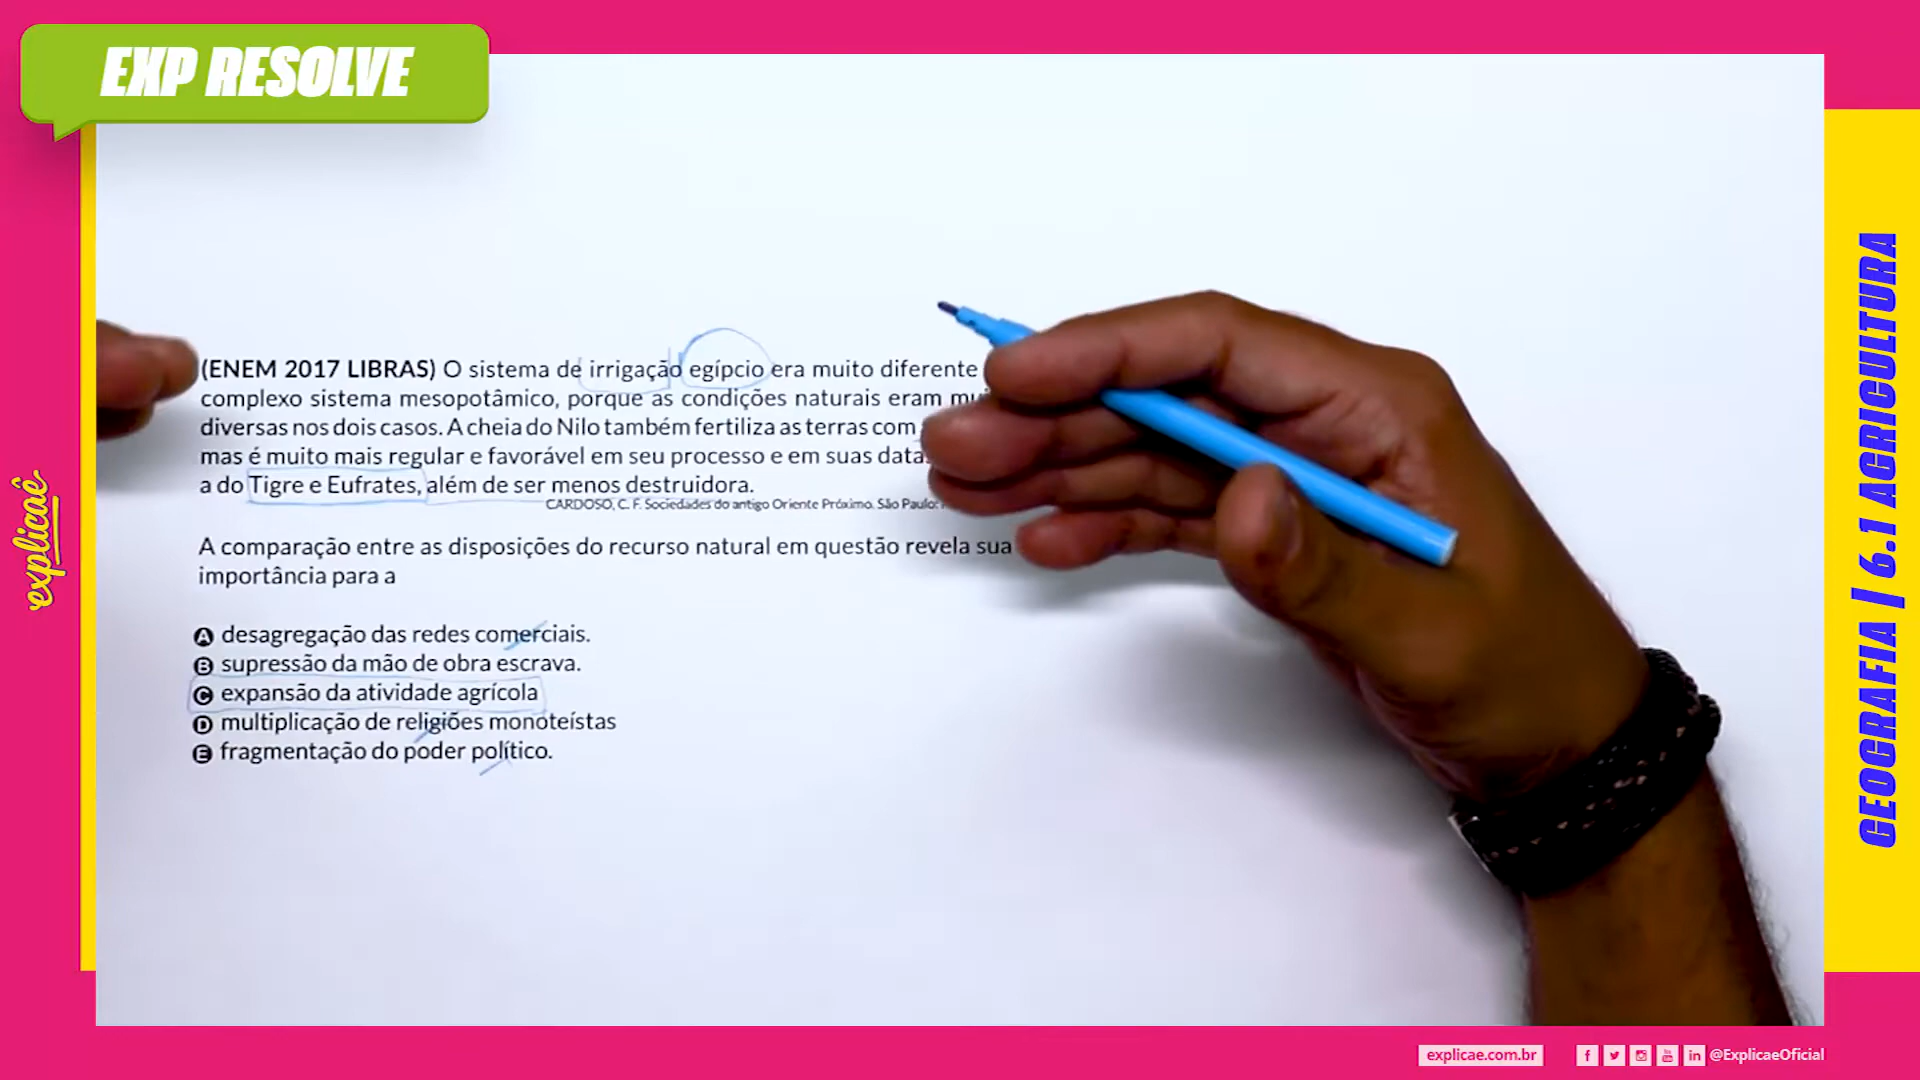 EXP RESOLVE
(ENEM 2017 LIBRAS) O sistema de irrigação egípcio era muito diferente
complexo sistema mesopotâmico, porque as condições naturais eram
diversas nos dois casos. A cheia do Nilo também fertiliza as terras com
mas é muito mais regular e favorável em seu processo e em suas
a do Tigre e Eufrates, além de ser menos destruidora.
CARDOSO, C. F. Sociedades do antigo Oriente Próximo. São Paulo:
A comparação entre as disposições do recurso natural em questão revela sua
importância para a
A desagregação das redes comerciais.
B supressão da mão de obra escrava.
C expansão da atividade agrícola
D multiplicação de religiões monoteístas
E fragmentação do poder político.
explicaê
GEOGRAFIA | 6.1 AGRICULTURA
explicae.com.br
@ExplicaeOficial